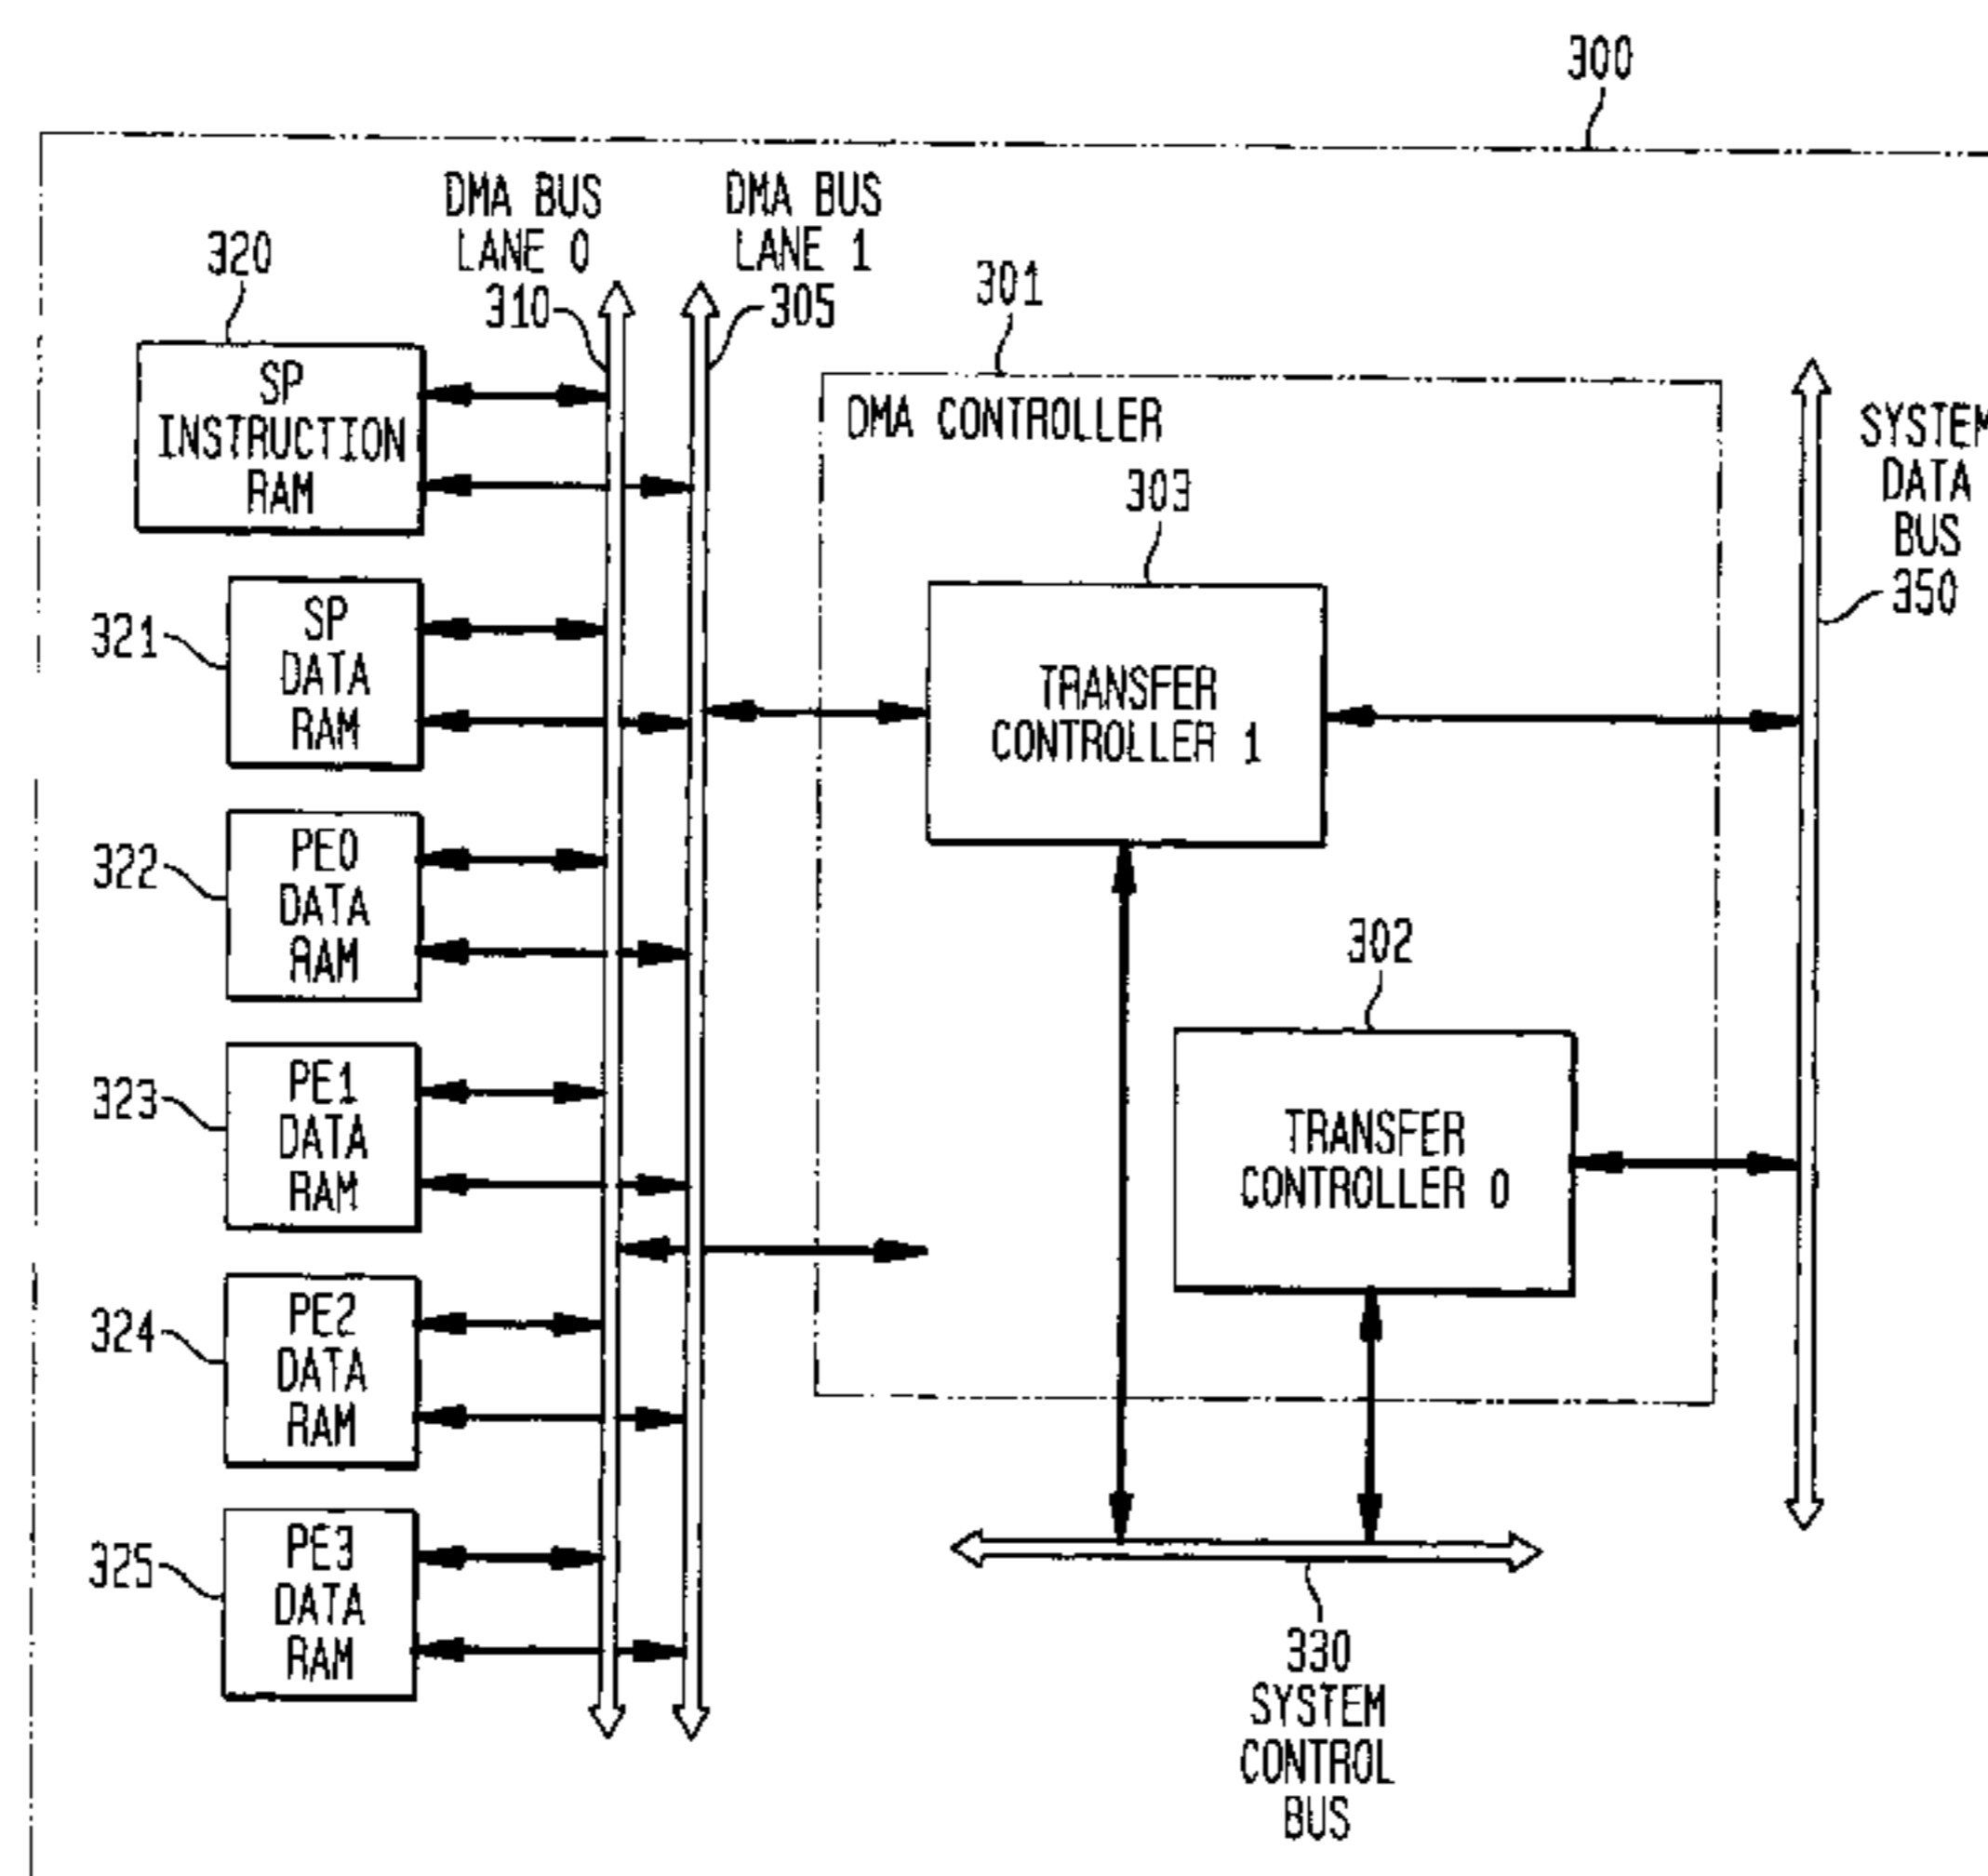 300
DMA BUS
LANE 0
310
DMA BUS
LANE 1
305
320
SP
INSTRUCTION
RAM
301
DMA CONTROLLER
303
TRANSFER
CONTROLLER 1
SYSTEM
DATA
BUS
350
321
SP
DATA
RAM
322
PE0
DATA
RAM
302
TRANSFER
CONTROLLER 0
323
PE1
DATA
RAM
324
PE2
DATA
RAM
325
PE3
DATA
RAM
330
SYSTEM
CONTROL
BUS